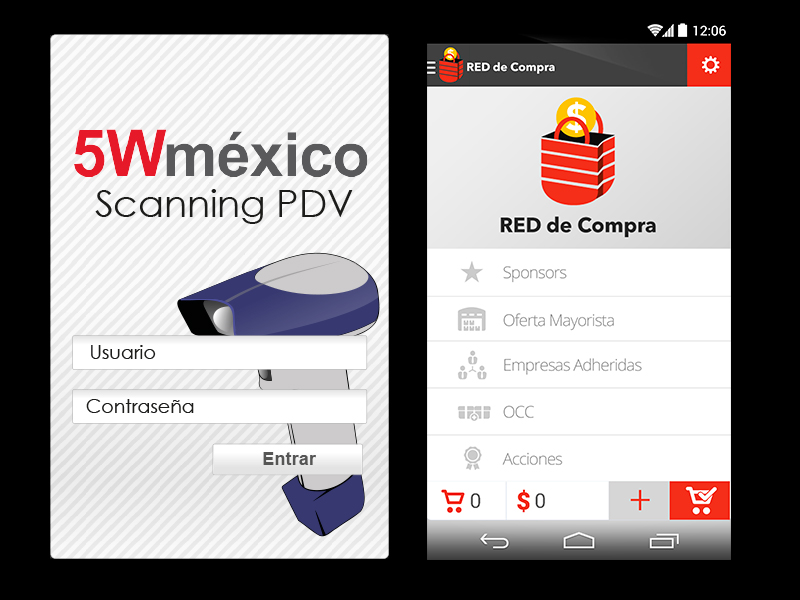 5Wméxico
Scanning PDV
Usuario
Contraseña
Entrar
12:06
RED de Compra
$
RED de Compra
Sponsors
Oferta Mayorista
Empresas Adheridas
OCC
Acciones
0
$ 0
+